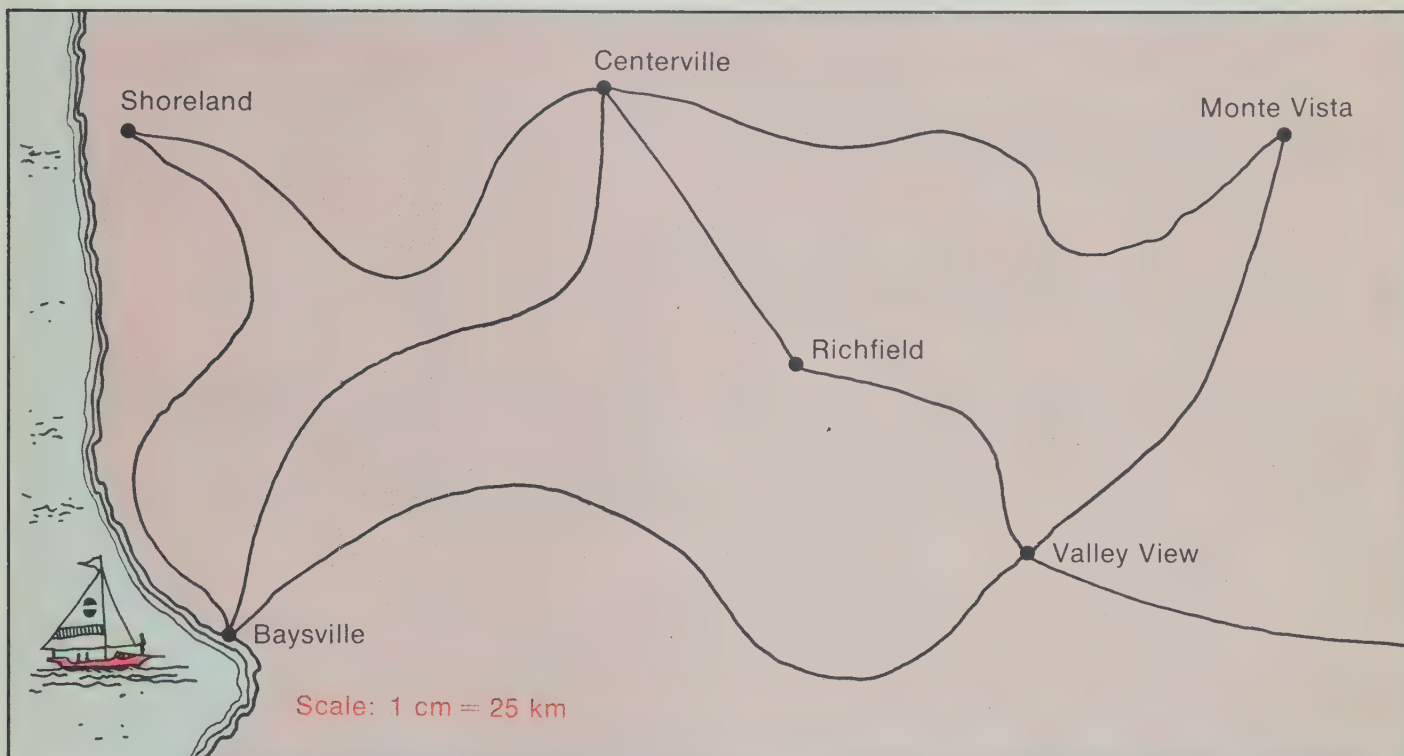 Centerville
Shoreland
Monte Vista
Richfield
Valley View
Baysville
Scale: 1 cm = 25 km